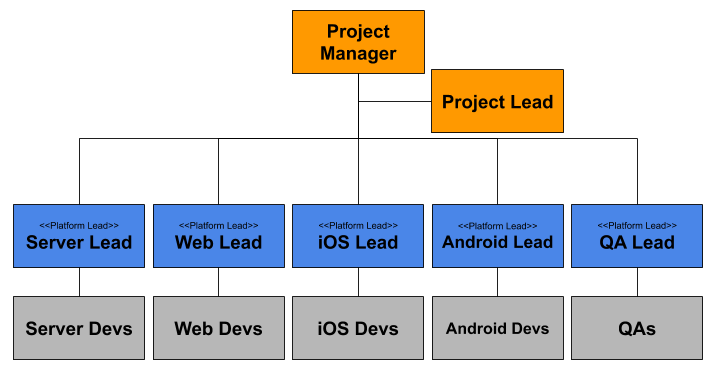 Project
Manager
Project Lead
<<Platform Lead>>
Server Lead
<<Platform Lead>>
Web Lead
<<Platform Lead>>
iOS Lead
<<Platform Lead>>
Android Lead
<<Platform Lead>>
QA Lead
Server Devs
Web Devs
iOS Devs
Android Devs
QAs